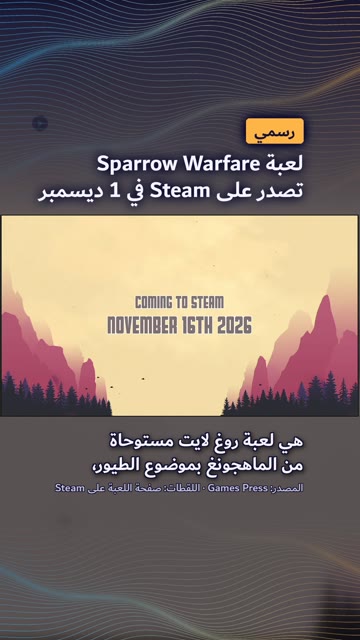 رسمي
لعبة Sparrow Warfare
تصدر على Steam في 1 ديسمبر
COMING TO STEAM
NOVEMBER 16TH 2026
هي لعبة روغ لايت مستوحاة
من الماهجونغ بموضوع الطيور،
المصدر: Games Press · اللقطات: صفحة اللعبة على Steam